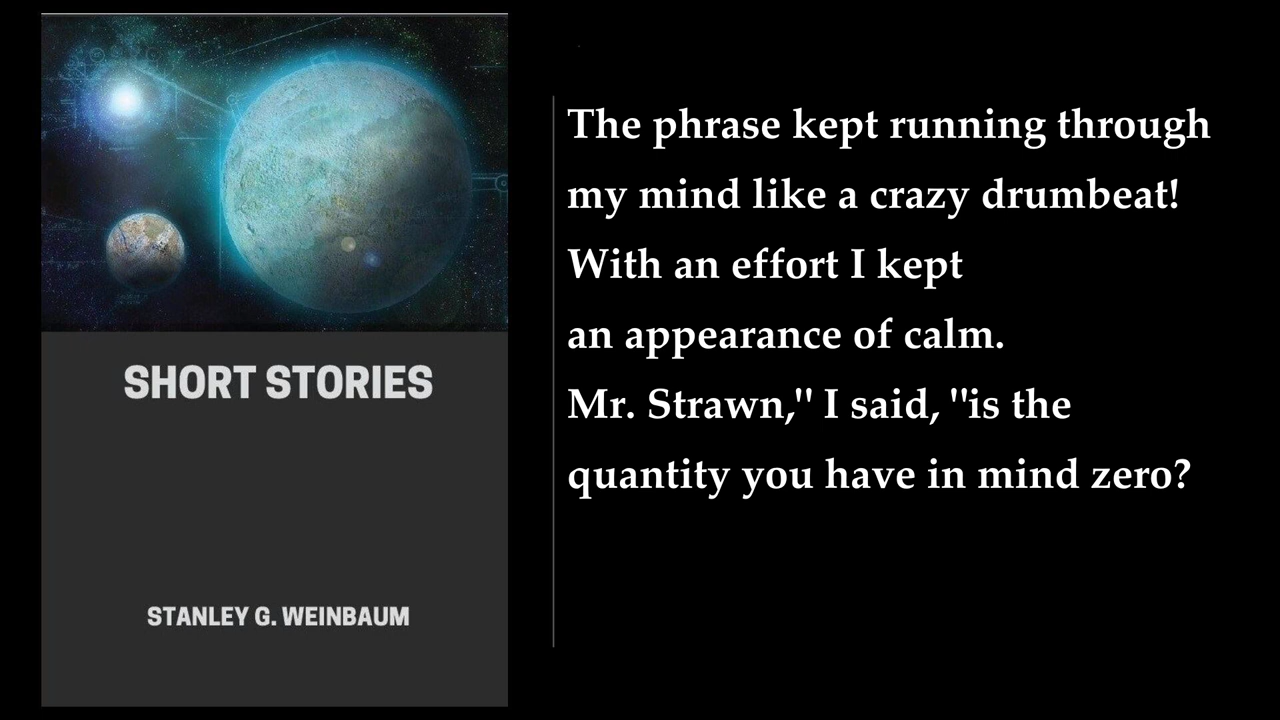 SHORT STORIES
STANLEY G. WEINBAUM
The phrase kept running through
my mind like a crazy drumbeat!
With an effort I kept
an appearance of calm.
Mr. Strawn," I said, "is the
quantity you have in mind zero?